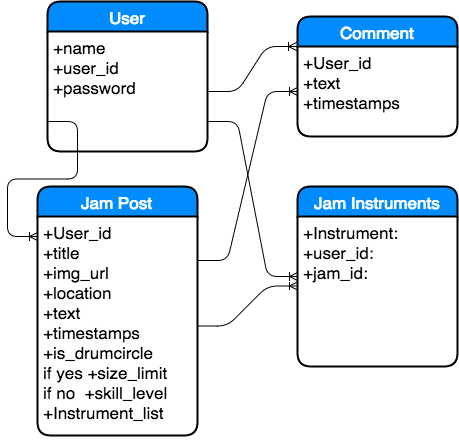 User
+name
+user_id
+password
Comment
+User_id
+text
+timestamps
Jam Post
+User_id
+title
+img_url
+location
+text
+timestamps
+is_drumcircle
if yes +size_limit
if no +skill_level
+Instrument_list
Jam Instruments
+Instrument:
+user_id:
+jam_id: